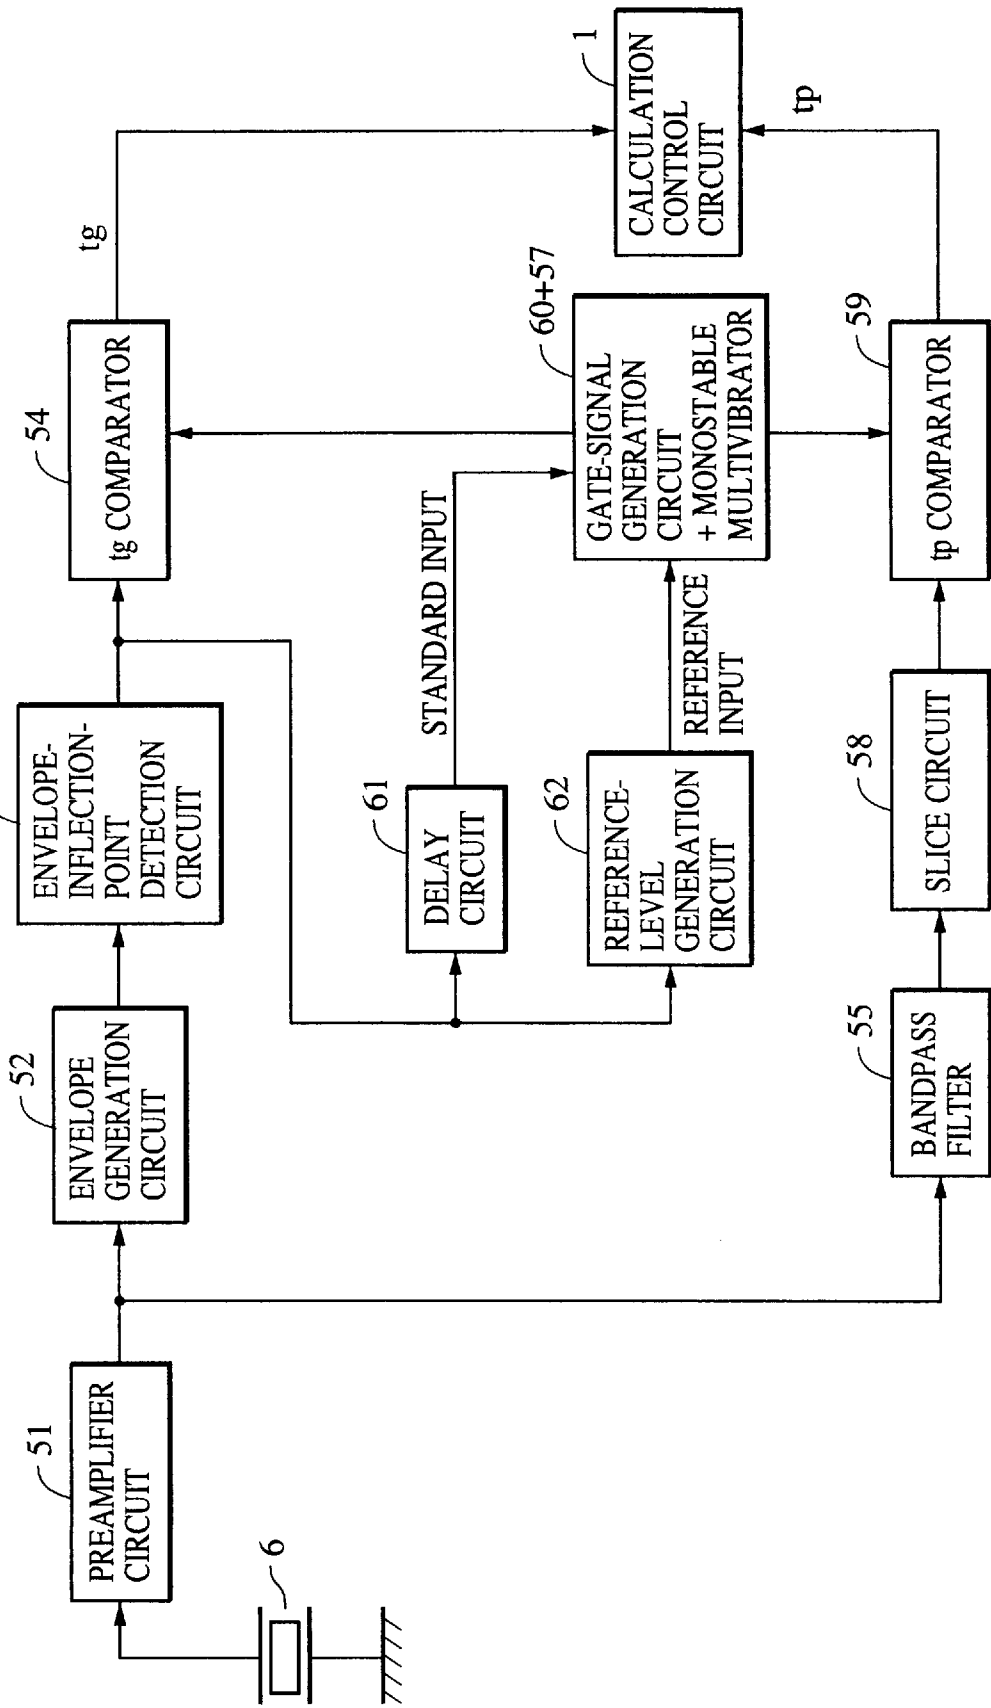 6
51
PREAMPLIFIER
CIRCUIT
52
ENVELOPE
GENERATION
CIRCUIT
ENVELOPE-
INFLECTION-
POINT
DETECTION
CIRCUIT
54
tg COMPARATOR
tg
61
DELAY
CIRCUIT
STANDARD INPUT
62
REFERENCE-
LEVEL
GENERATION
CIRCUIT
REFERENCE
INPUT
60+57
GATE-SIGNAL
GENERATION
CIRCUIT
+ MONOSTABLE
MULTIVIBRATOR
1
CALCULATION
CONTROL
CIRCUIT
tp
55
BANDPASS
FILTER
58
SLICE CIRCUIT
59
tp COMPARATOR